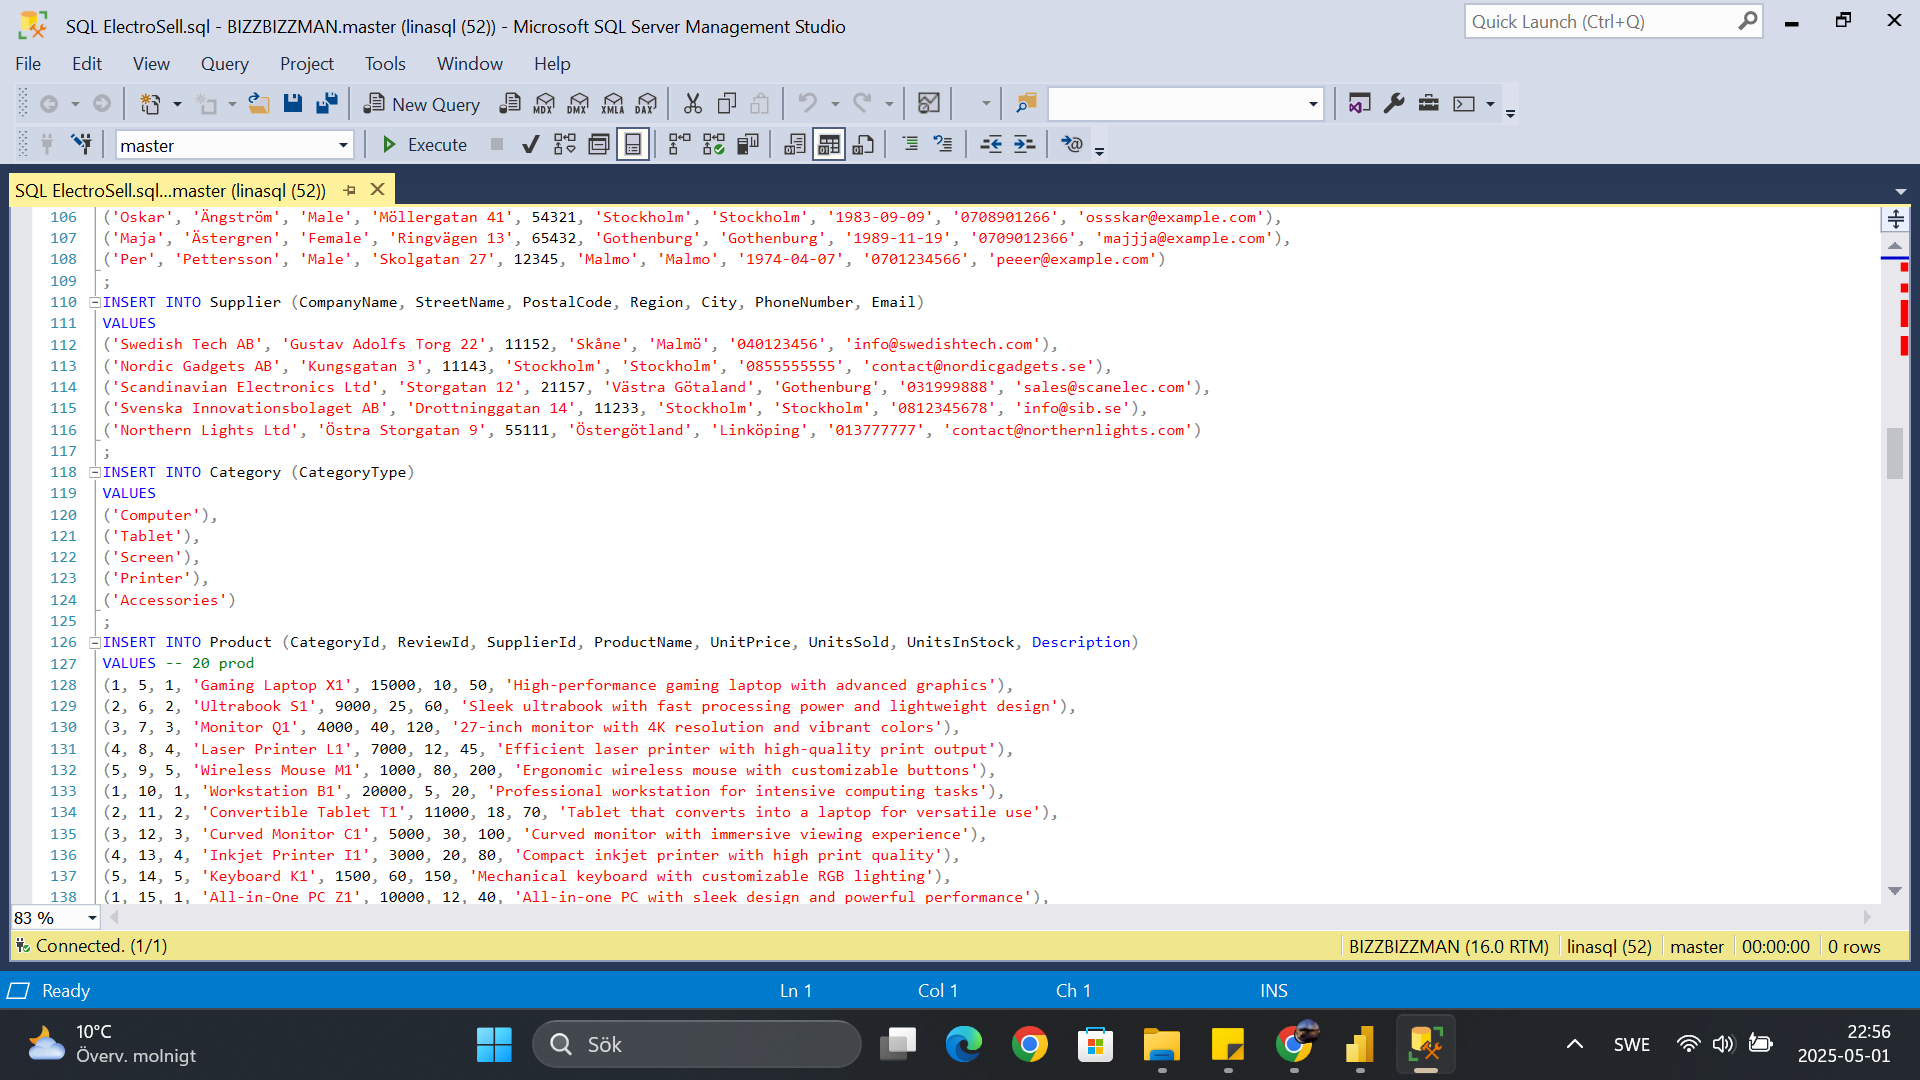 SQL ElectroSell.sql - BIZZBIZZMAN.master (linasql (52)) - Microsoft SQL Server Management Studio
Quick Launch (Ctrl+Q)
File Edit View Query Project Tools Window Help
New Query MDX DMX XMLA DAX
master Execute
SQL ElectroSell.sql...master (linasql (52))
106 ('Oskar', 'Ängström', 'Male', 'Möllergatan 41', 54321, 'Stockholm', 'Stockholm', '1983-09-09', '0708901266', 'ossskar@example.com'),
107 ('Maja', 'Ästergren', 'Female', 'Ringvägen 13', 65432, 'Gothenburg', 'Gothenburg', '1989-11-19', '0709012366', 'majjja@example.com'),
108 ('Per', 'Pettersson', 'Male', 'Skolgatan 27', 12345, 'Malmo', 'Malmo', '1974-04-07', '0701234566', 'peeer@example.com')
109 ;
110 INSERT INTO Supplier (CompanyName, StreetName, PostalCode, Region, City, PhoneNumber, Email)
111 VALUES
112 ('Swedish Tech AB', 'Gustav Adolfs Torg 22', 11152, 'Skåne', 'Malmö', '040123456', 'info@swedishtech.com'),
113 ('Nordic Gadgets AB', 'Kungsgatan 3', 11143, 'Stockholm', 'Stockholm', '0855555555', 'contact@nordicgadgets.se'),
114 ('Scandinavian Electronics Ltd', 'Storgatan 12', 21157, 'Västra Götaland', 'Gothenburg', '031999888', 'sales@scanelec.com'),
115 ('Svenska Innovationsbolaget AB', 'Drottninggatan 14', 11233, 'Stockholm', 'Stockholm', '0812345678', 'info@sib.se'),
116 ('Northern Lights Ltd', 'Östra Storgatan 9', 55111, 'Östergötland', 'Linköping', '013777777', 'contact@northernlights.com')
117 ;
118 INSERT INTO Category (CategoryType)
119 VALUES
120 ('Computer'),
121 ('Tablet'),
122 ('Screen'),
123 ('Printer'),
124 ('Accessories')
125 ;
126 INSERT INTO Product (CategoryId, ReviewId, SupplierId, ProductName, UnitPrice, UnitsSold, UnitsInStock, Description)
127 VALUES -- 20 prod
128 (1, 5, 1, 'Gaming Laptop X1', 15000, 10, 50, 'High-performance gaming laptop with advanced graphics'),
129 (2, 6, 2, 'Ultrabook S1', 9000, 25, 60, 'Sleek ultrabook with fast processing power and lightweight design'),
130 (3, 7, 3, 'Monitor Q1', 4000, 40, 120, '27-inch monitor with 4K resolution and vibrant colors'),
131 (4, 8, 4, 'Laser Printer L1', 7000, 12, 45, 'Efficient laser printer with high-quality print output'),
132 (5, 9, 5, 'Wireless Mouse M1', 1000, 80, 200, 'Ergonomic wireless mouse with customizable buttons'),
133 (1, 10, 1, 'Workstation B1', 20000, 5, 20, 'Professional workstation for intensive computing tasks'),
134 (2, 11, 2, 'Convertible Tablet T1', 11000, 18, 70, 'Tablet that converts into a laptop for versatile use'),
135 (3, 12, 3, 'Curved Monitor C1', 5000, 30, 100, 'Curved monitor with immersive viewing experience'),
136 (4, 13, 4, 'Inkjet Printer I1', 3000, 20, 80, 'Compact inkjet printer with high print quality'),
137 (5, 14, 5, 'Keyboard K1', 1500, 60, 150, 'Mechanical keyboard with customizable RGB lighting'),
138 (1, 15, 1, 'All-in-One PC Z1', 10000, 12, 40, 'All-in-one PC with sleek design and powerful performance'),
83 %
Connected. (1/1) BIZZBIZZMAN (16.0 RTM) linasql (52) master 00:00:00 0 rows
Ready Ln 1 Col 1 Ch 1 INS
10°C
Överv. molnigt
Sök
SWE
22:56
2025-05-01